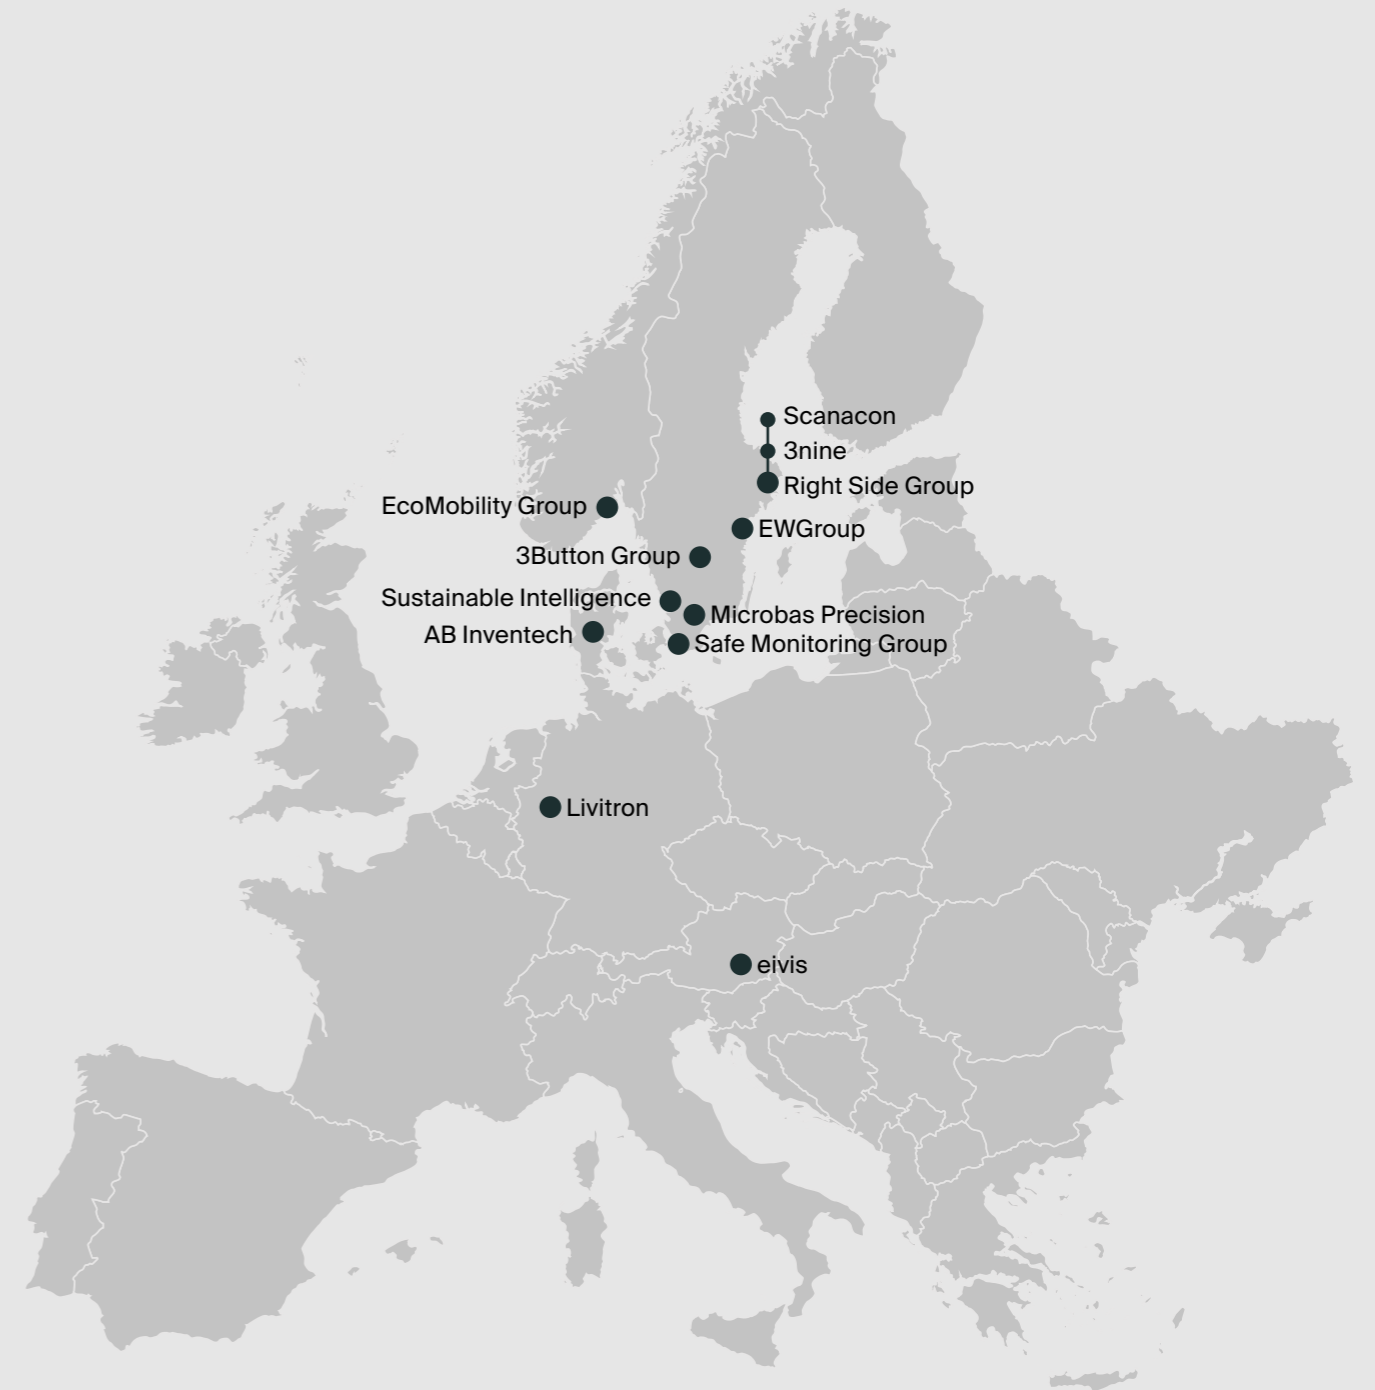 Scanacon
3nine
Right Side Group
EcoMobility Group
EWGroup
3Button Group
Sustainable Intelligence
Microbas Precision
AB Inventech
Safe Monitoring Group
Livitron
eivis